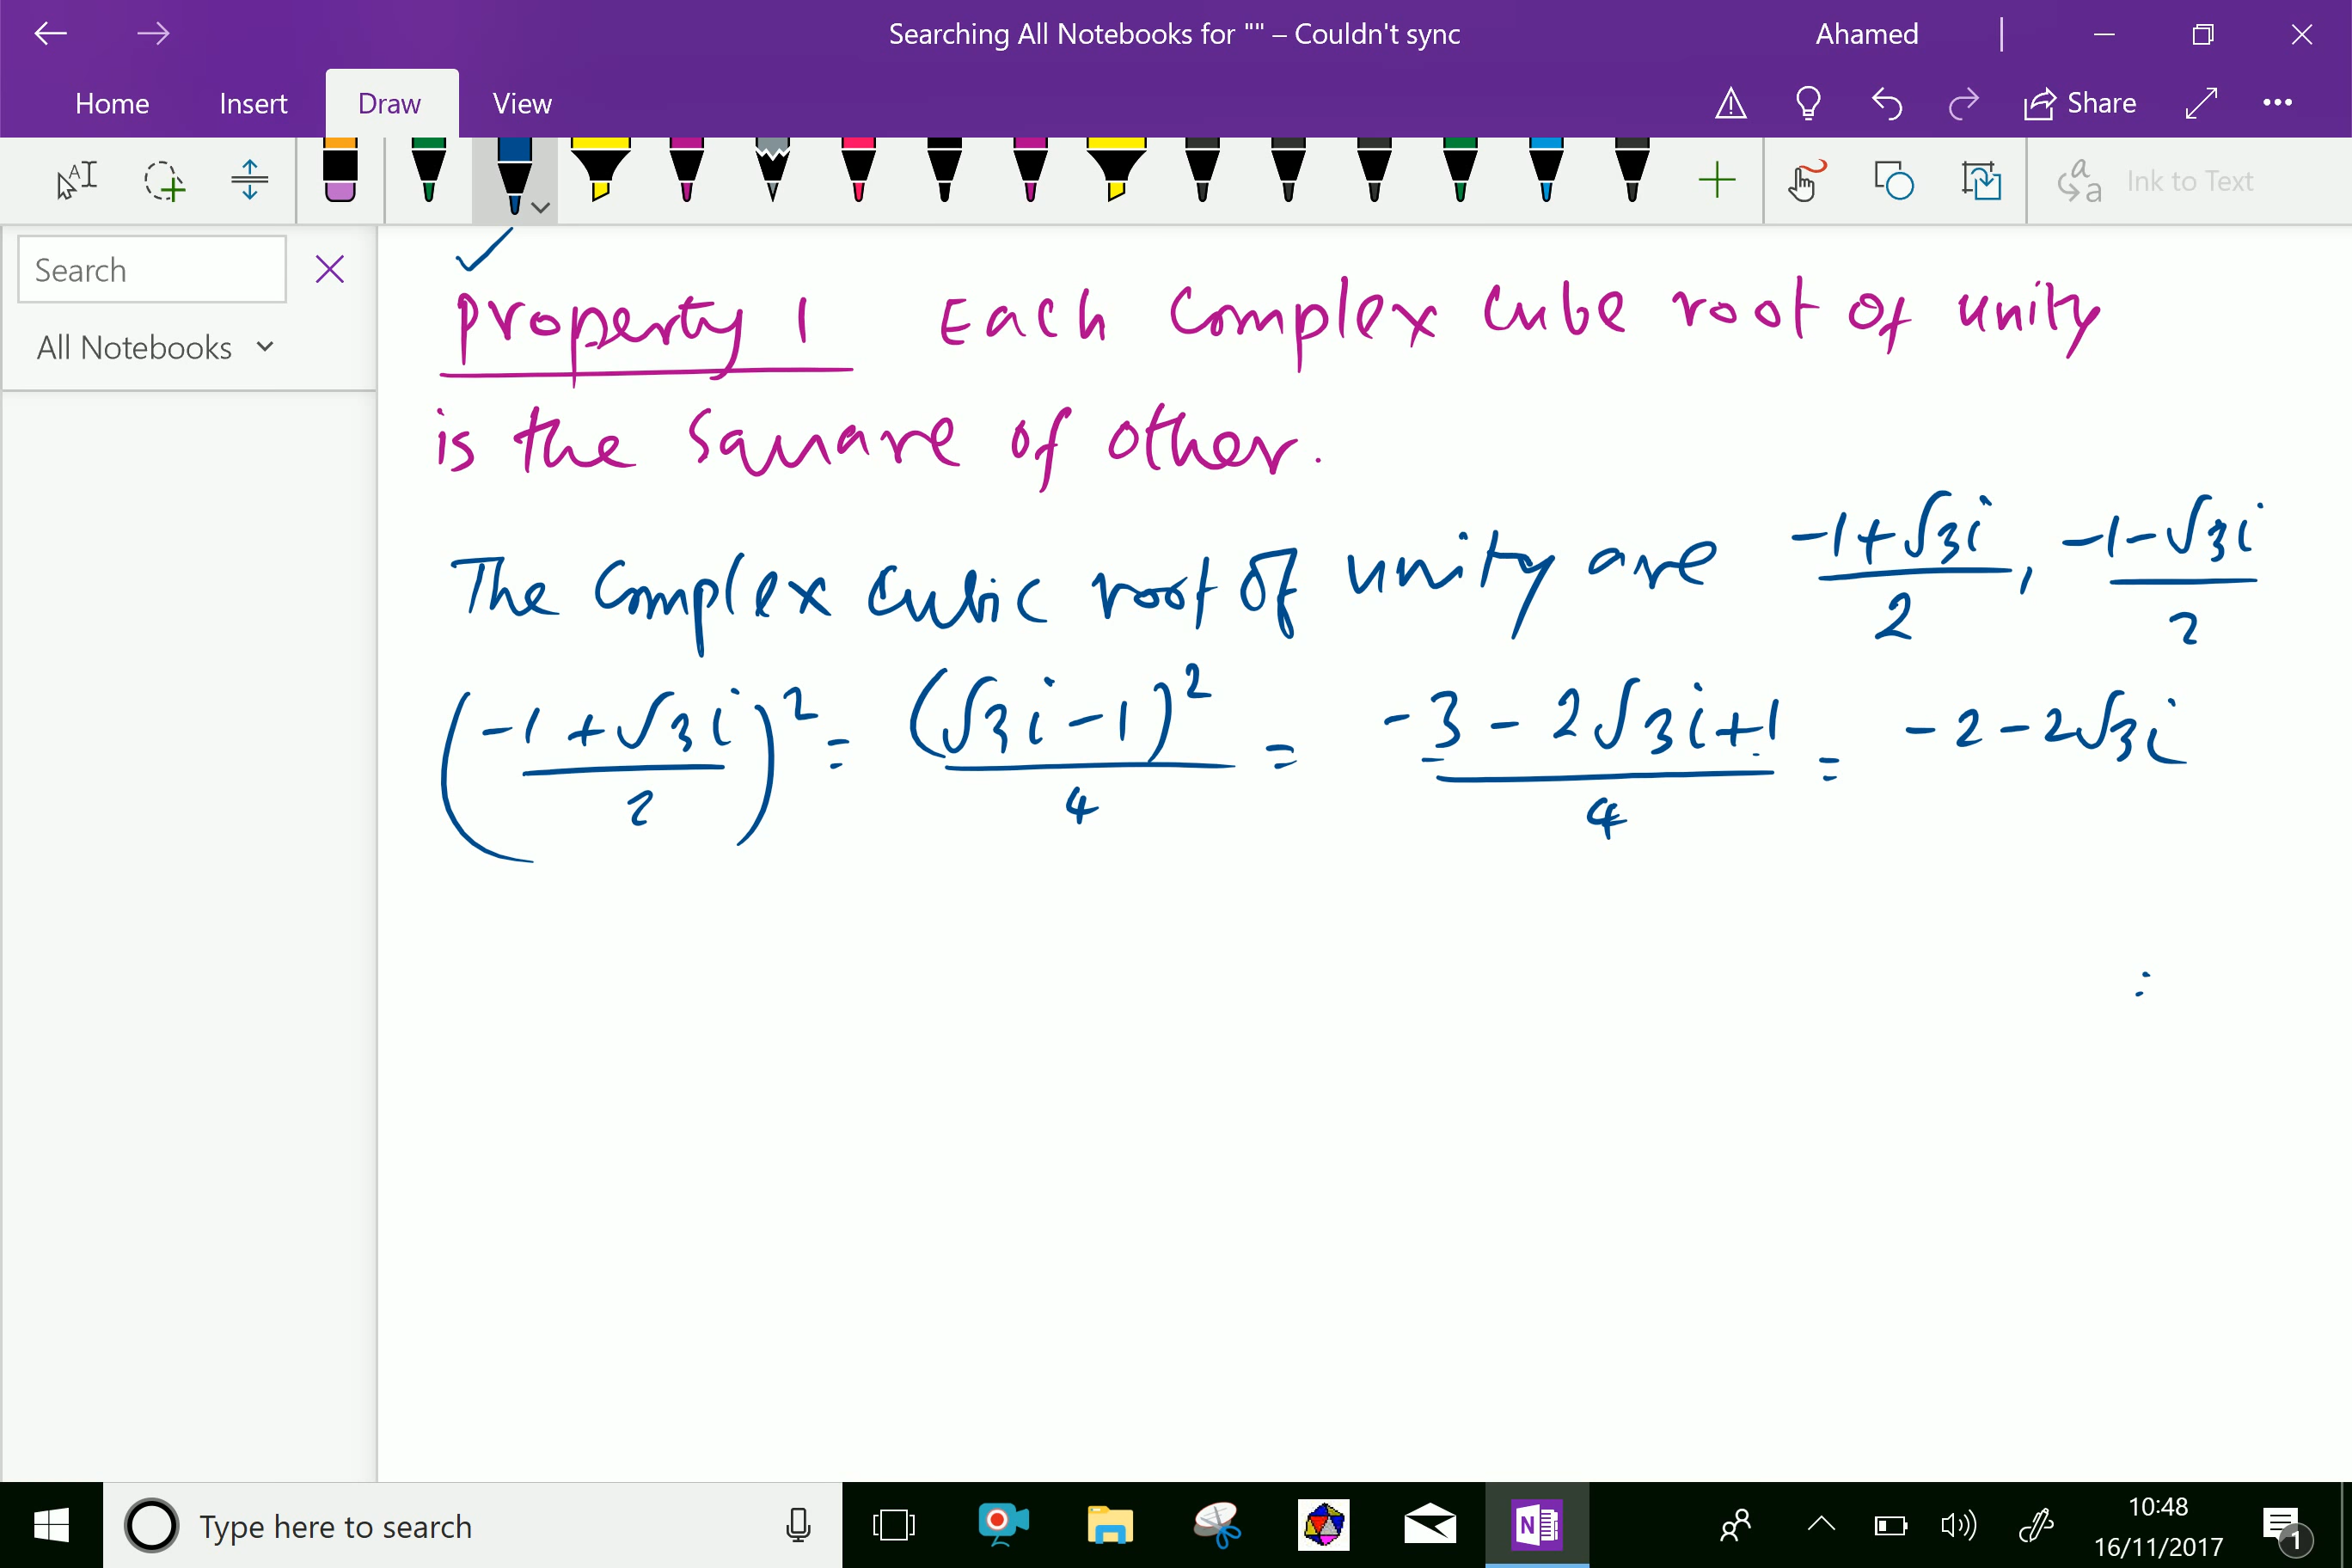 Searching All Notebooks for "" – Couldn't sync
Ahamed
Home Insert Draw View
Share
Ink to Text
Search
All Notebooks
Property 1 Each Complex Cube root of unity
is the square of other.
The Complex cubic root of unity are (-1+√3i)/2, (-1-√3i)/2
((-1+√3i)/2)² = (√3i-1)²/4 = (-3-2√3i+1)/4 = -2-2√3i
=
Type here to search
10:48
16/11/2017
1